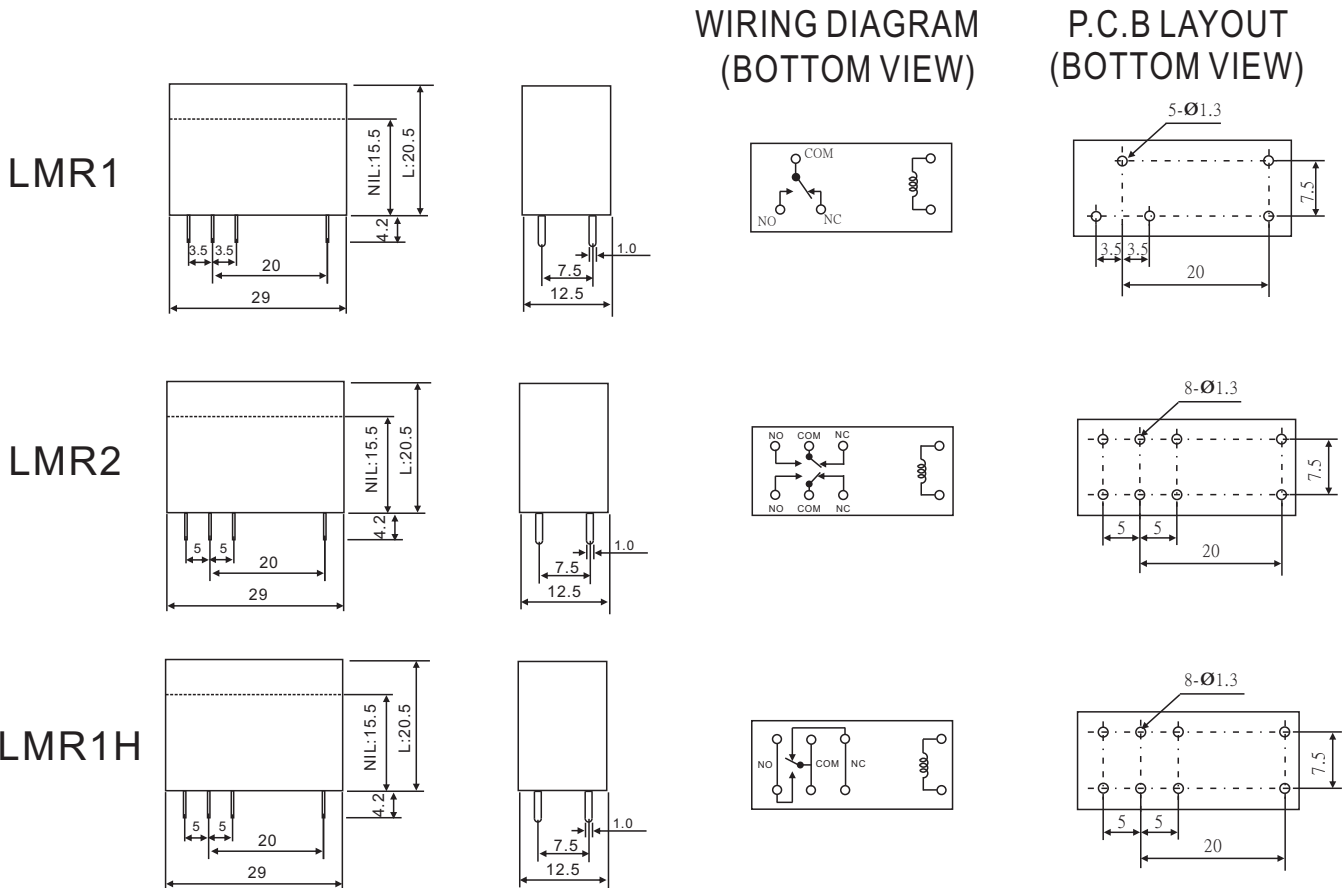 WIRING DIAGRAM
(BOTTOM VIEW)
P.C.B LAYOUT
(BOTTOM VIEW)
LMR1
NIL:15.5
L:20.5
4.2
3.5
3.5
20
29
1.0
7.5
12.5
COM
NO
NC
5-Ø1.3
7.5
3.5
3.5
20
LMR2
NIL:15.5
L:20.5
4.2
5
5
20
29
1.0
7.5
12.5
NO COM NC
NO COM NC
8-Ø1.3
7.5
5
5
20
LMR1H
NIL:15.5
L:20.5
4.2
5
5
20
29
1.0
7.5
12.5
NO COM NC
8-Ø1.3
7.5
5
5
20